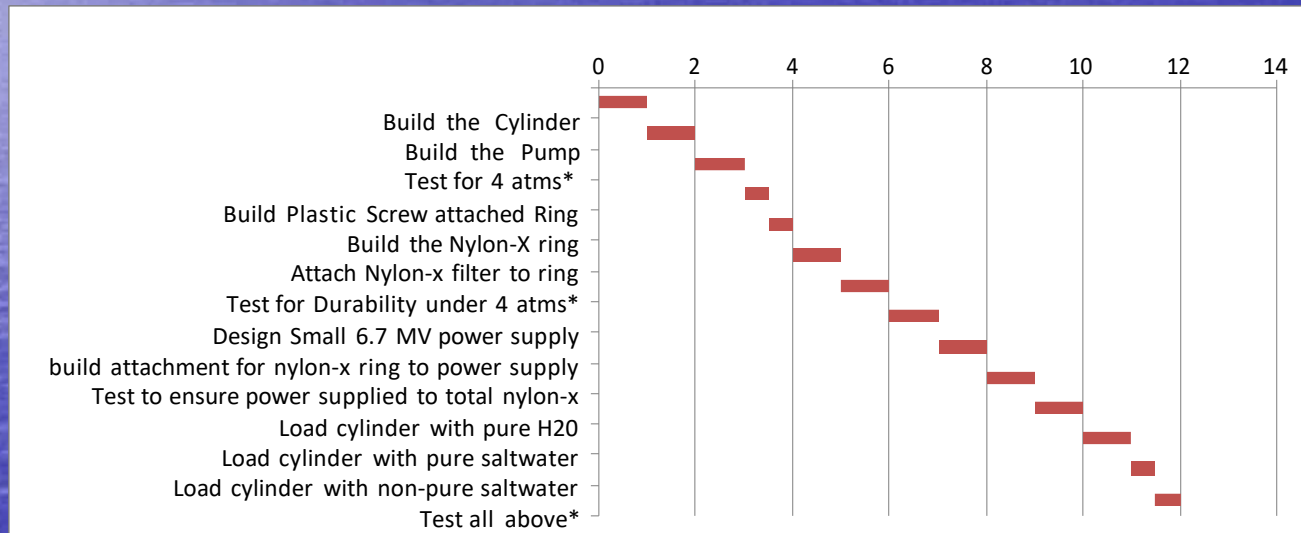 0 2 4 6 8 10 12 14
Build the Cylinder
Build the Pump
Test for 4 atms*
Build Plastic Screw attached Ring
Build the Nylon-X ring
Attach Nylon-x filter to ring
Test for Durability under 4 atms*
Design Small 6.7 MV power supply
build attachment for nylon-x ring to power supply
Test to ensure power supplied to total nylon-x
Load cylinder with pure H20
Load cylinder with pure saltwater
Load cylinder with non-pure saltwater
Test all above*